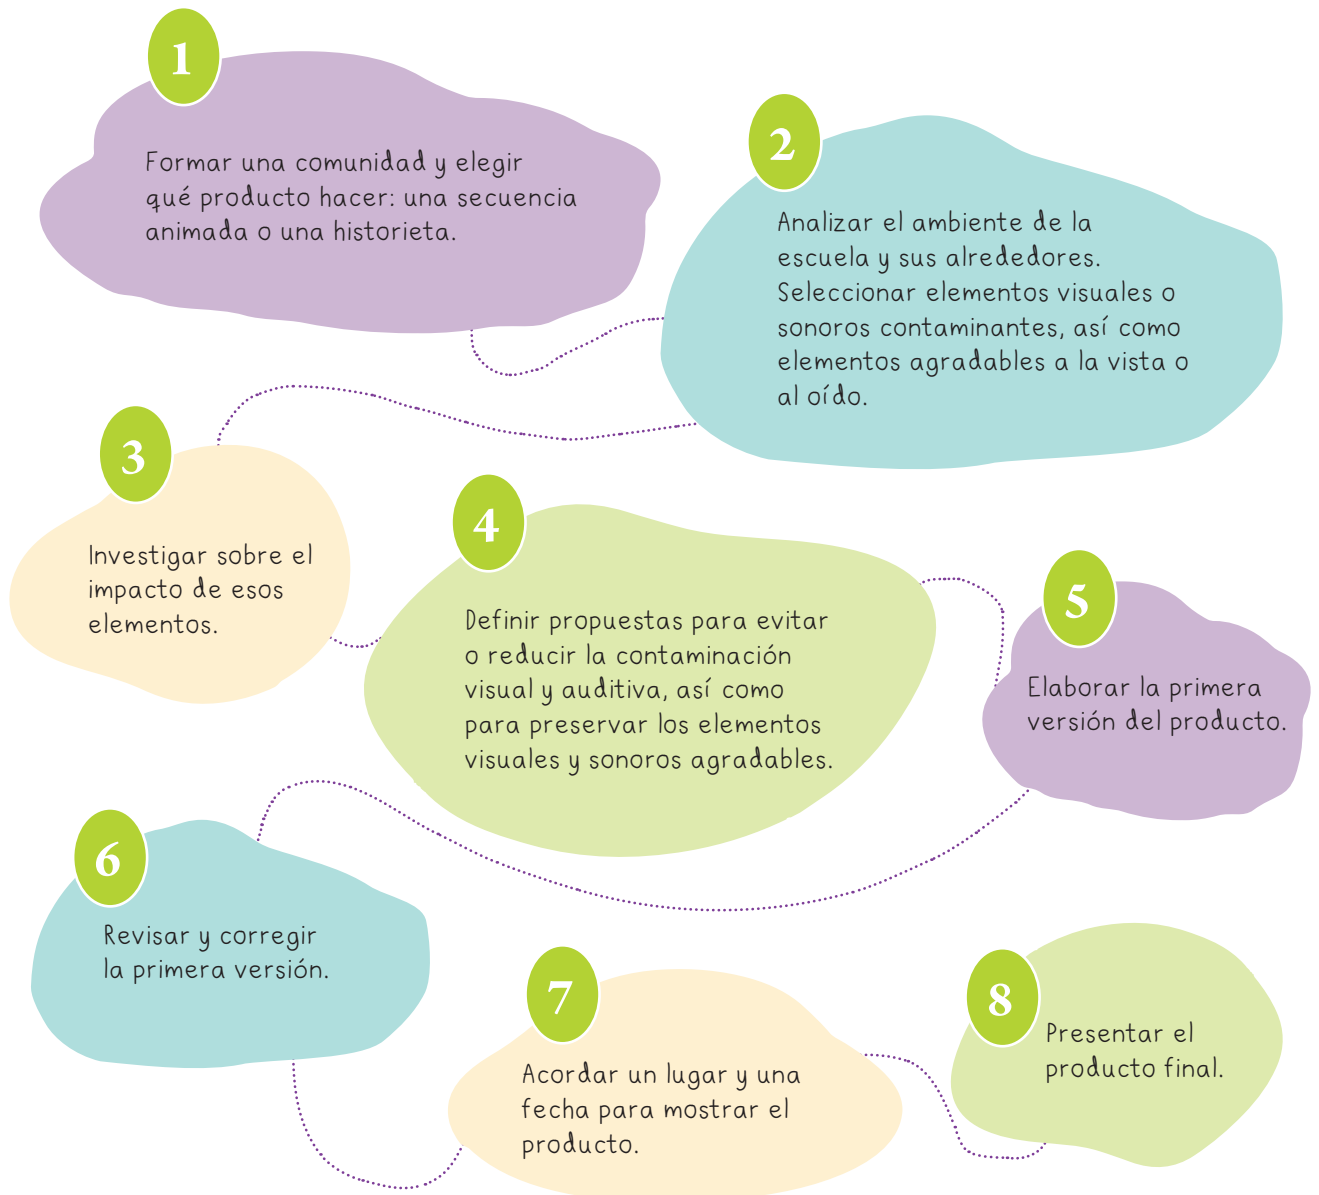 1
Formar una comunidad y elegir
qué producto hacer: una secuencia
animada o una historieta.
2
Analizar el ambiente de la
escuela y sus alrededores.
Seleccionar elementos visuales o
sonoros contaminantes, así como
elementos agradables a la vista o
al oído.
3
Investigar sobre el
impacto de esos
elementos.
4
Definir propuestas para evitar
o reducir la contaminación
visual y auditiva, así como
para preservar los elementos
visuales y sonoros agradables.
5
Elaborar la primera
versión del producto.
6
Revisar y corregir
la primera versión.
7
Acordar un lugar y una
fecha para mostrar el
producto.
8
Presentar el
producto final.